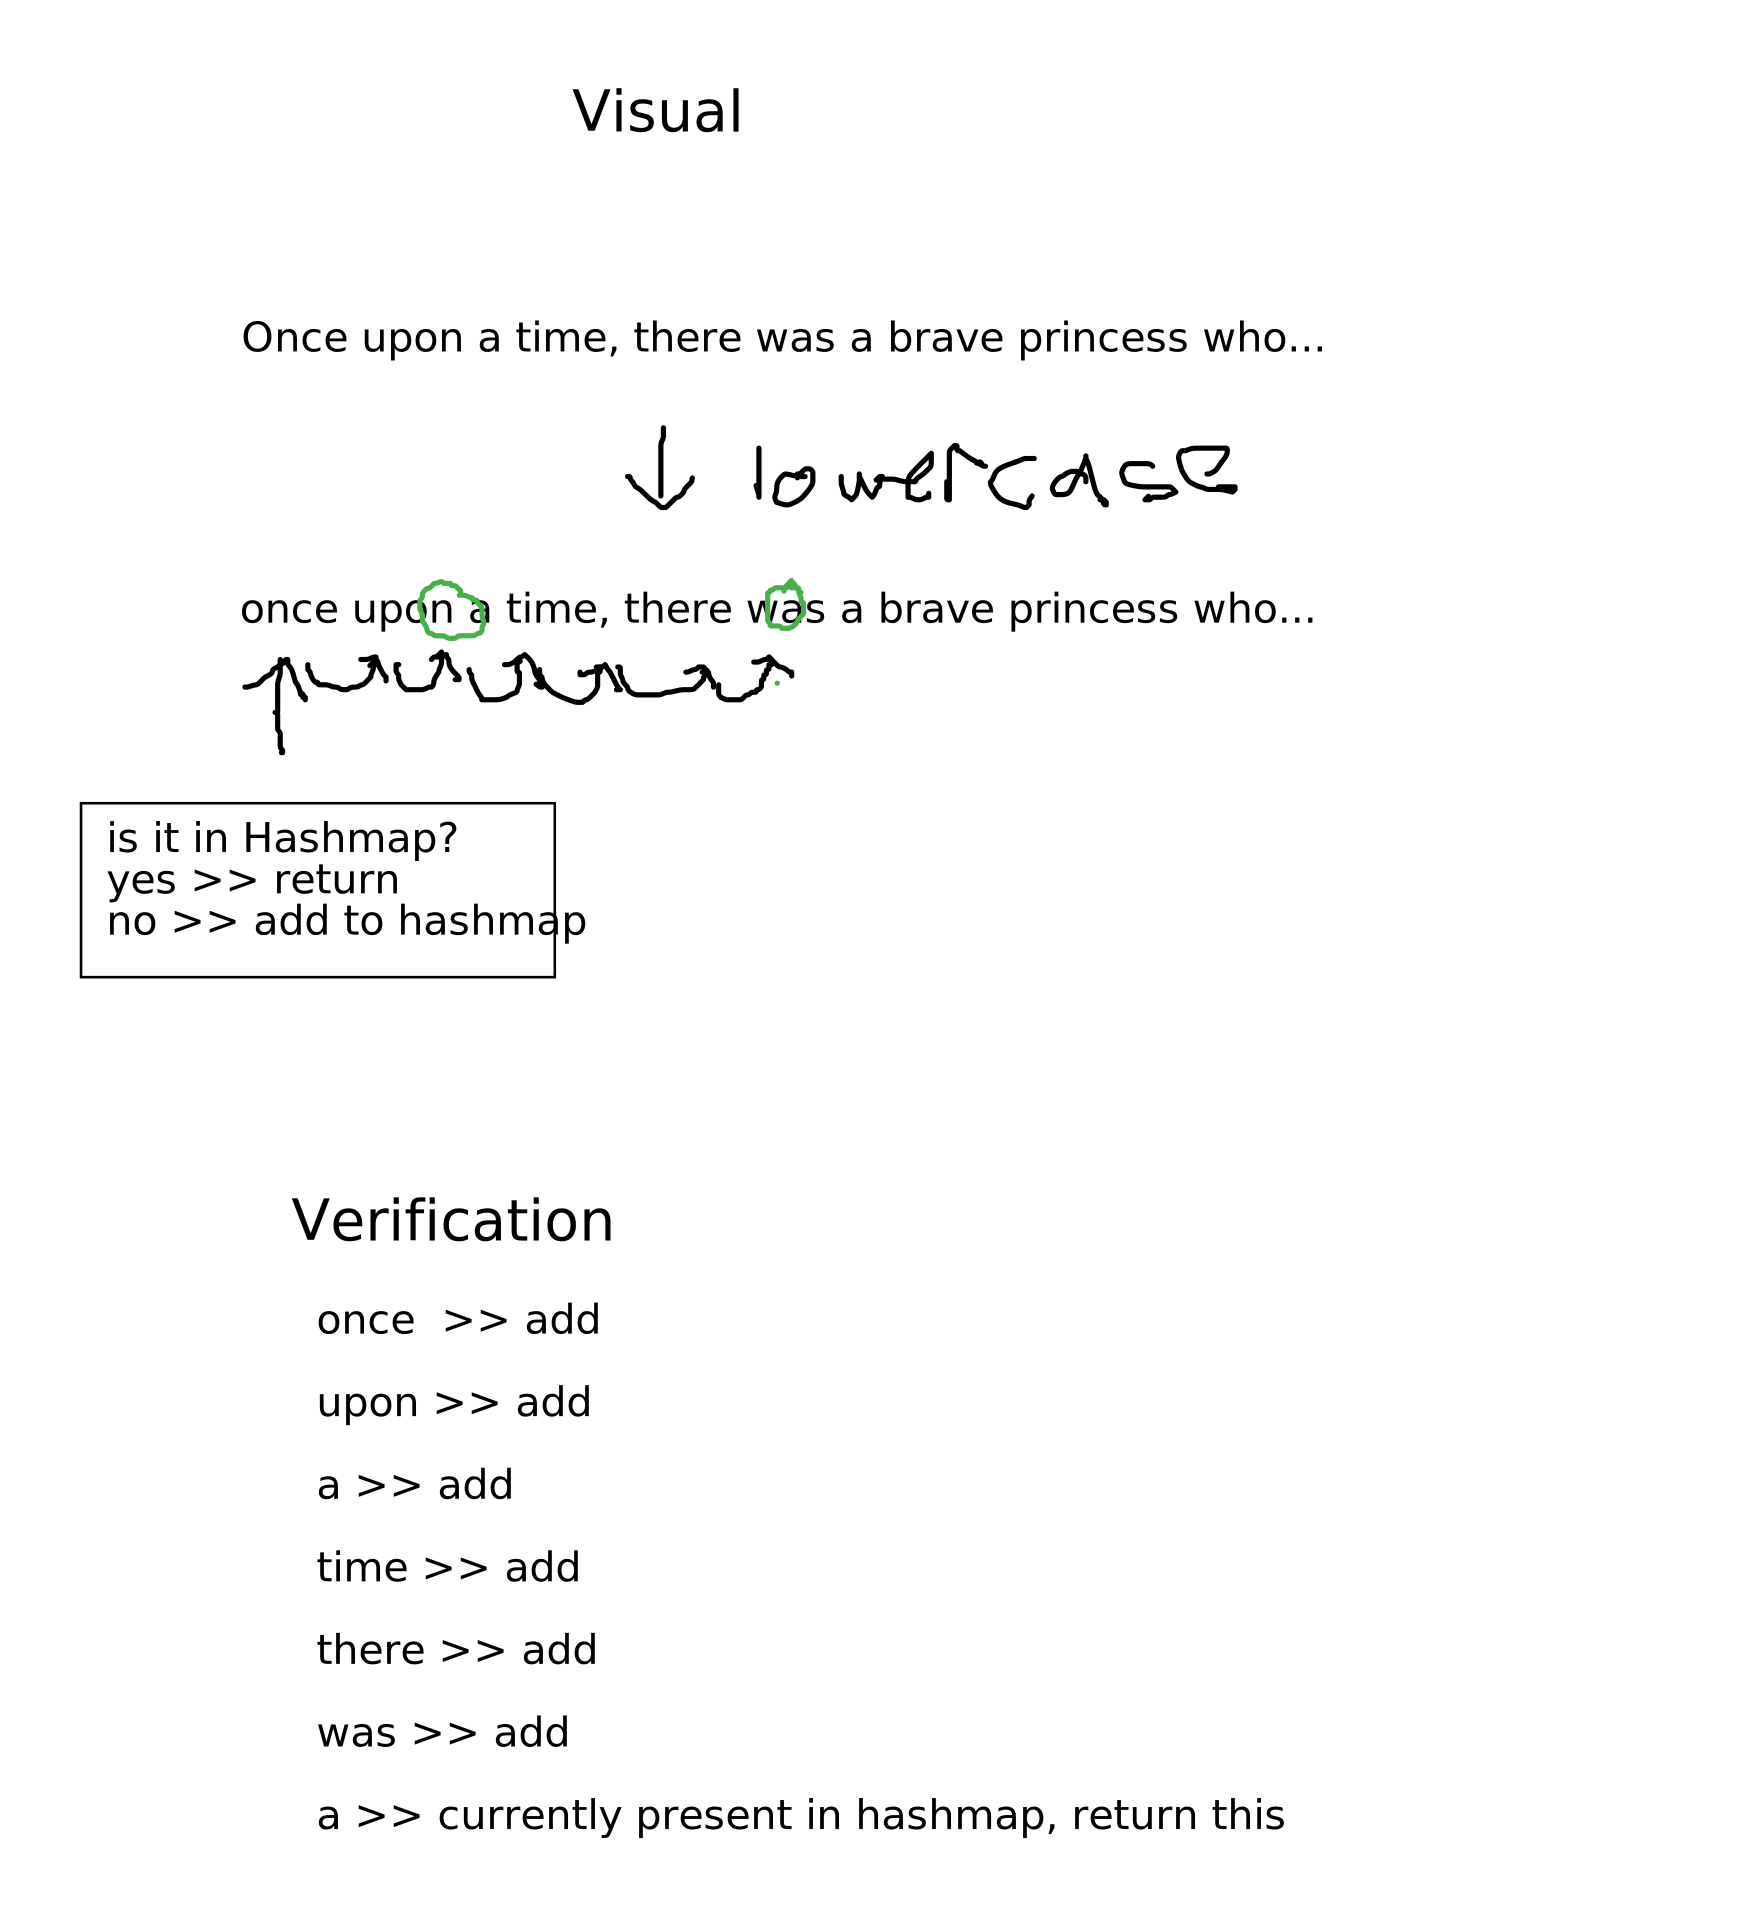 Visual
Once upon a time, there was a brave princess who...
lowercase
once upon a time, there was a brave princess who...
is it in Hashmap?
yes >> return
no >> add to hashmap
Verification
once  >> add
upon >> add
a >> add
time >> add
there >> add
was >> add
a >> currently present in hashmap, return this